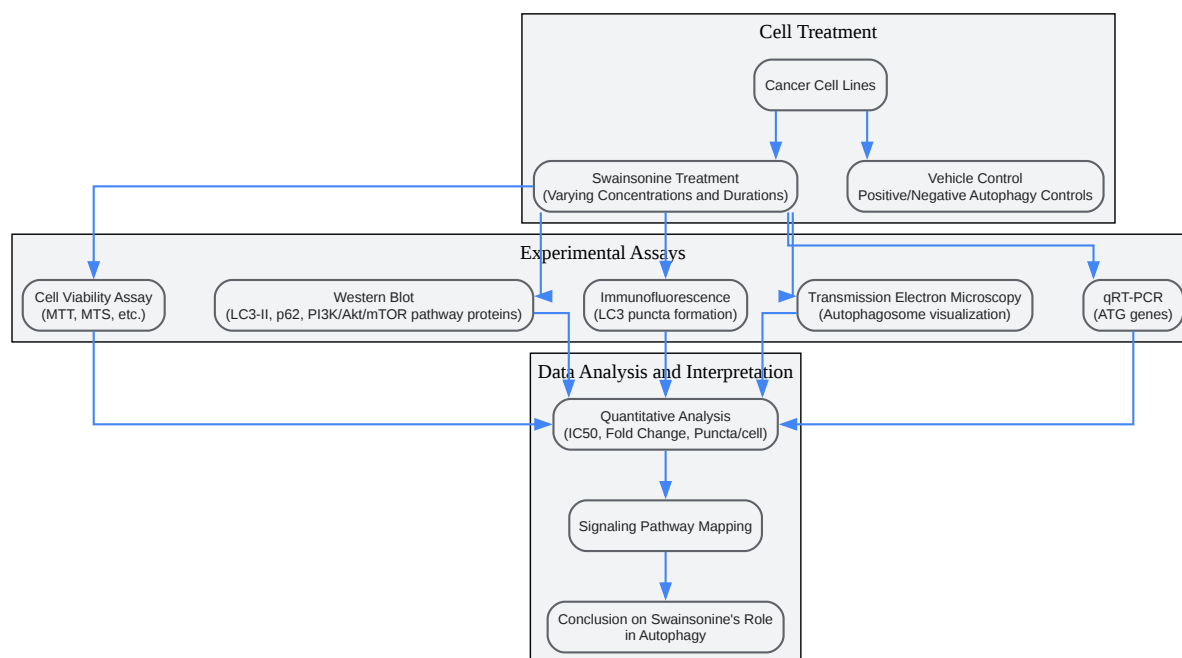 Cell Treatment
Cancer Cell Lines
Swainsonine Treatment
(Varying Concentrations and Durations)
Vehicle Control
Positive/Negative Autophagy Controls
Experimental Assays
Cell Viability Assay
(MTT, MTS, etc.)
Western Blot
(LC3-II, p62, PI3K/Akt/mTOR pathway proteins)
Immunofluorescence
(LC3 puncta formation)
Transmission Electron Microscopy
(Autophagosome visualization)
qRT-PCR
(ATG genes)
Data Analysis and Interpretation
Quantitative Analysis
(IC50, Fold Change, Puncta/cell)
Signaling Pathway Mapping
Conclusion on Swainsonine's Role
in Autophagy